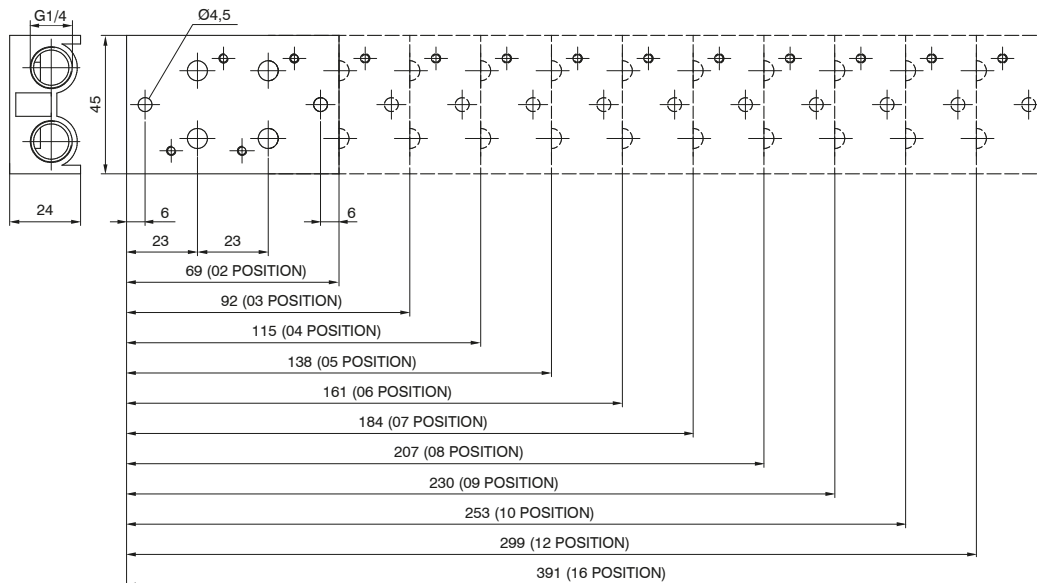 G1/4
Ø4,5
45
24
6
6
23
23
69 (02 POSITION)
92 (03 POSITION)
115 (04 POSITION)
138 (05 POSITION)
161 (06 POSITION)
184 (07 POSITION)
207 (08 POSITION)
230 (09 POSITION)
253 (10 POSITION)
299 (12 POSITION)
391 (16 POSITION)